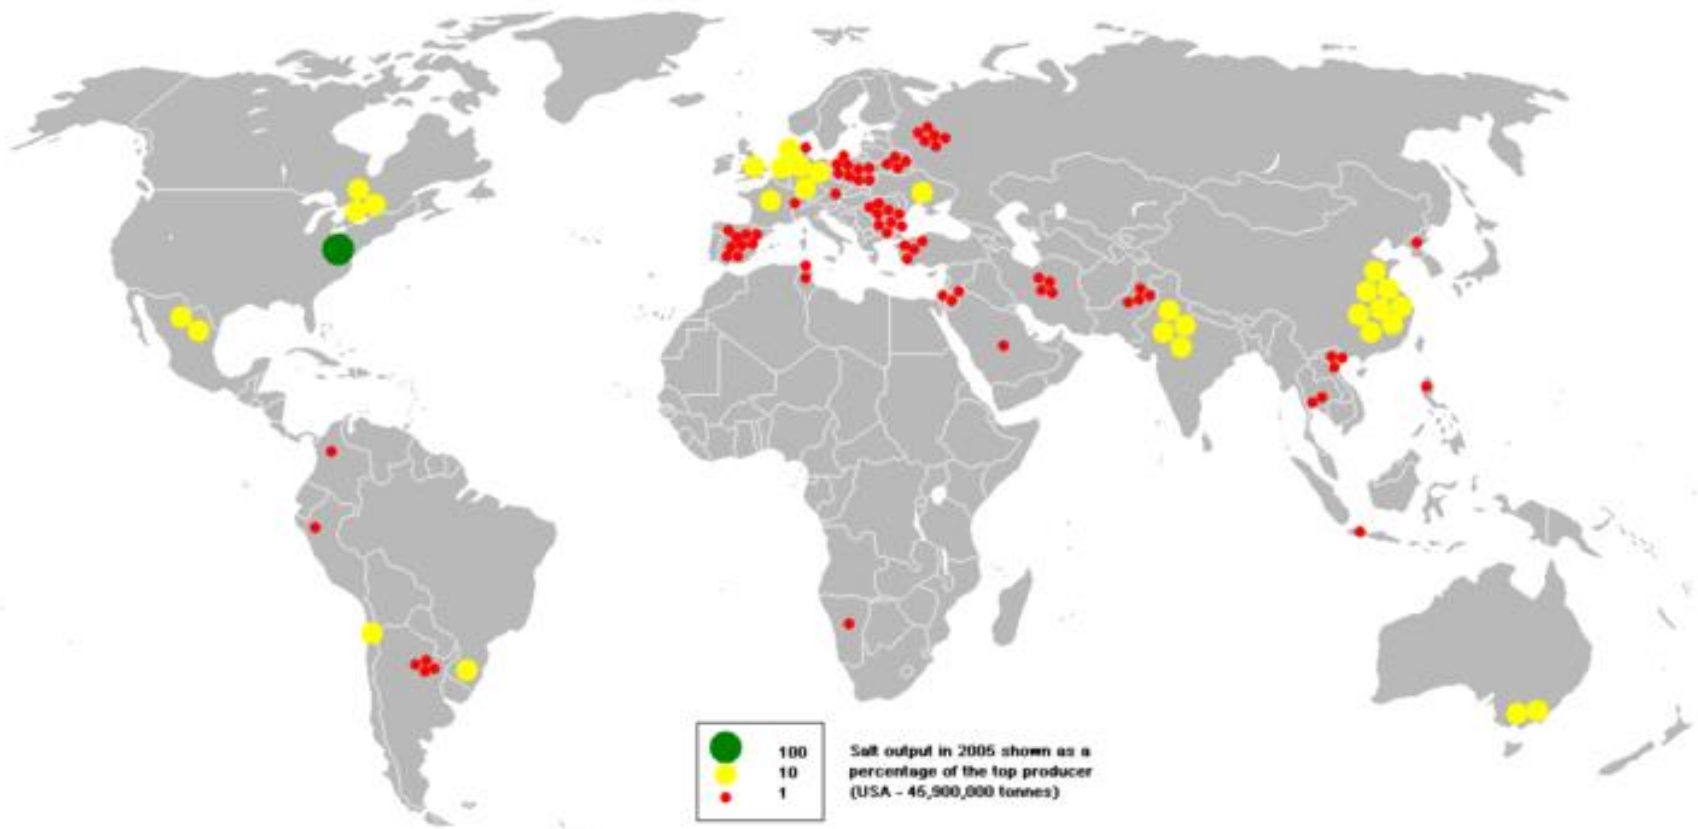 100
10
1
Salt output in 2005 shown as a
percentage of the top producer
(USA - 45,900,000 tonnes)